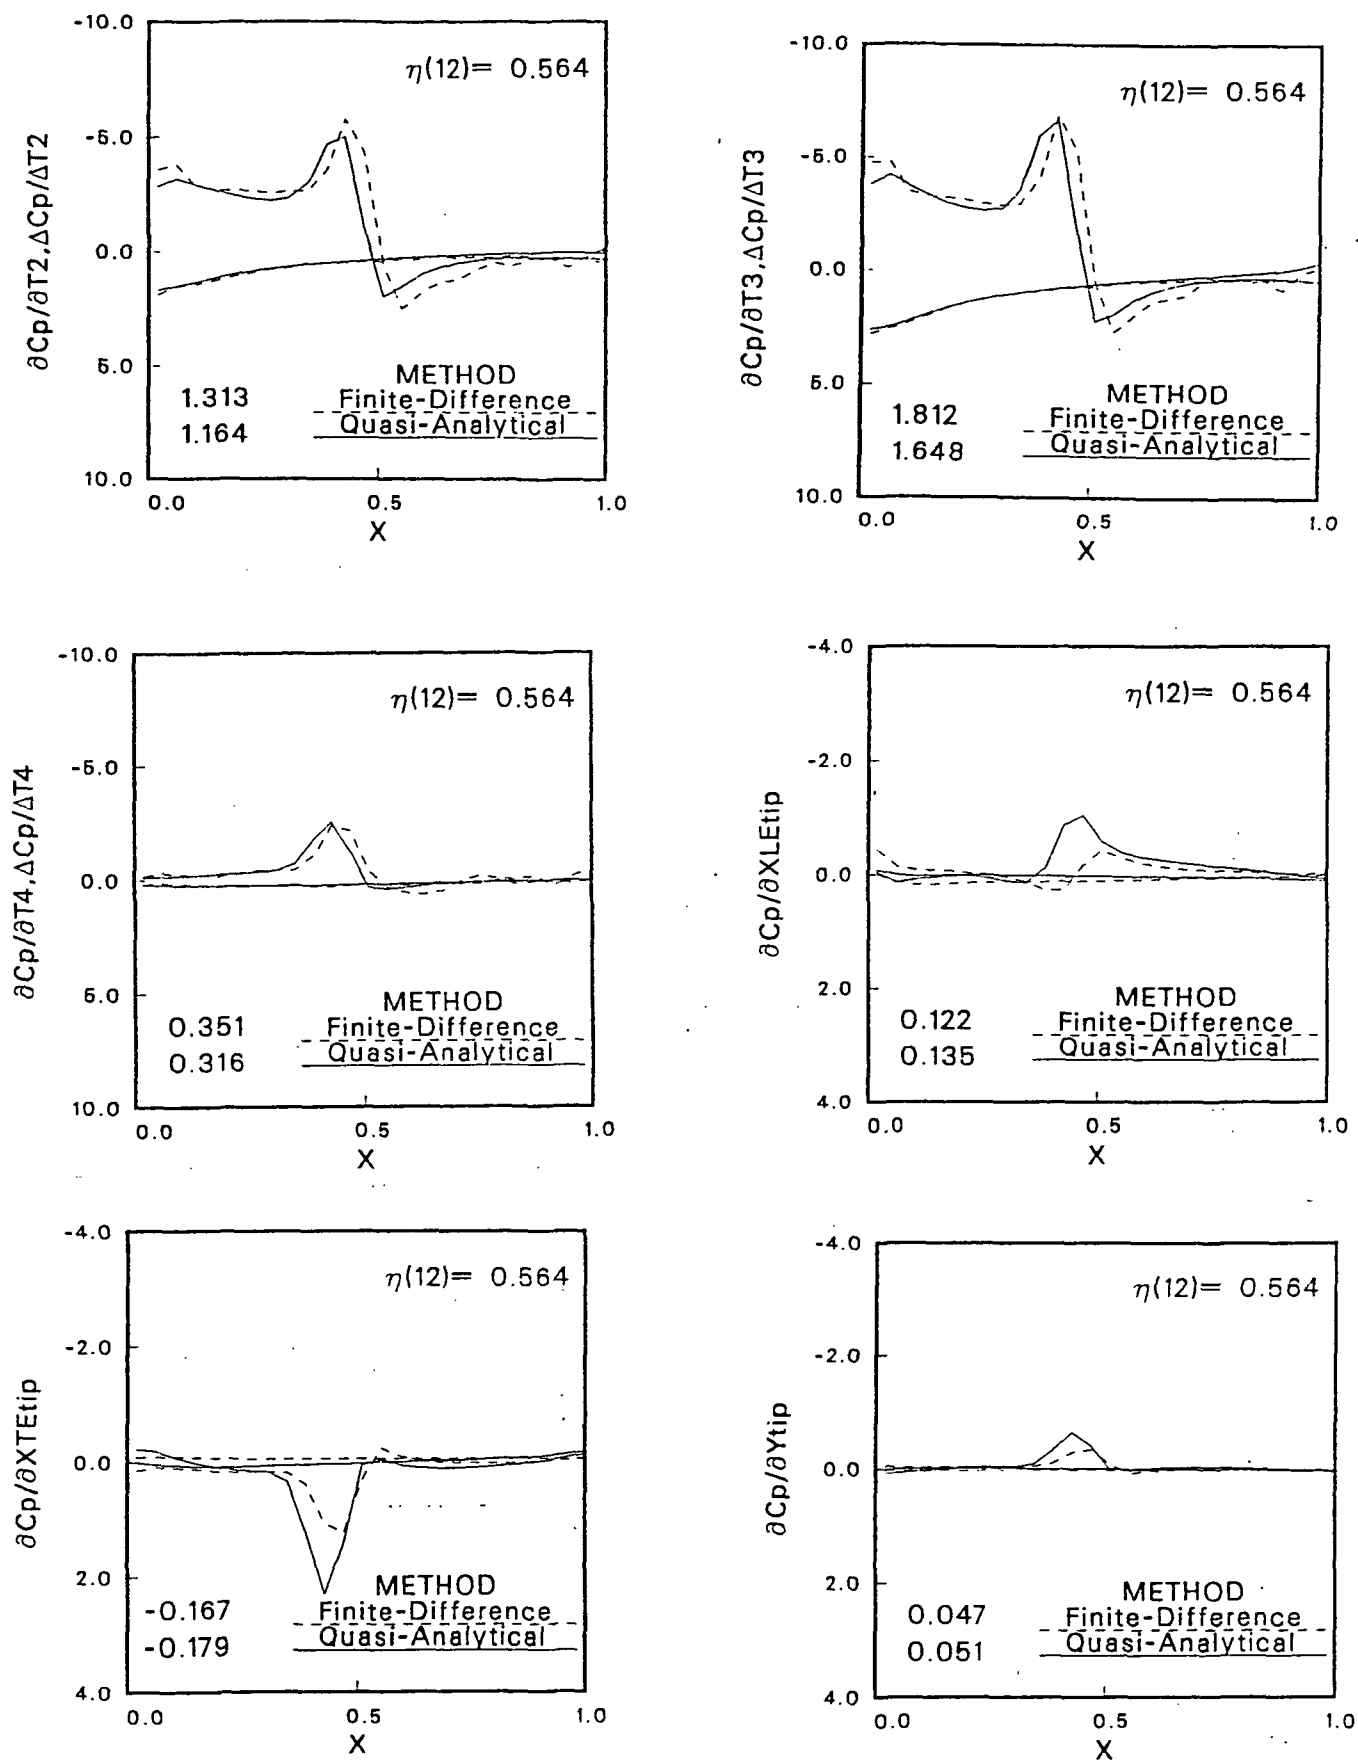 -10.0
-5.0
0.0
5.0
10.0
∂Cp/∂T2,ΔCp/ΔT2
η(12)= 0.564
1.313
1.164
METHOD
Finite-Difference
Quasi-Analytical
0.0 0.5 1.0
X
-10.0
-5.0
0.0
5.0
10.0
∂Cp/∂T3,ΔCp/ΔT3
η(12)= 0.564
1.812
1.648
METHOD
Finite-Difference
Quasi-Analytical
0.0 0.5 1.0
X
-10.0
-5.0
0.0
5.0
10.0
∂Cp/∂T4,ΔCp/ΔT4
η(12)= 0.564
0.351
0.316
METHOD
Finite-Difference
Quasi-Analytical
0.0 0.5 1.0
X
-4.0
-2.0
0.0
2.0
4.0
∂Cp/∂XLEtip
η(12)= 0.564
0.122
0.135
METHOD
Finite-Difference
Quasi-Analytical
0.0 0.5 1.0
X
-4.0
-2.0
0.0
2.0
4.0
∂Cp/∂XTEtip
η(12)= 0.564
-0.167
-0.179
METHOD
Finite-Difference
Quasi-Analytical
0.0 0.5 1.0
X
-4.0
-2.0
0.0
2.0
4.0
∂Cp/∂Ytip
η(12)= 0.564
0.047
0.051
METHOD
Finite-Difference
Quasi-Analytical
0.0 0.5 1.0
X